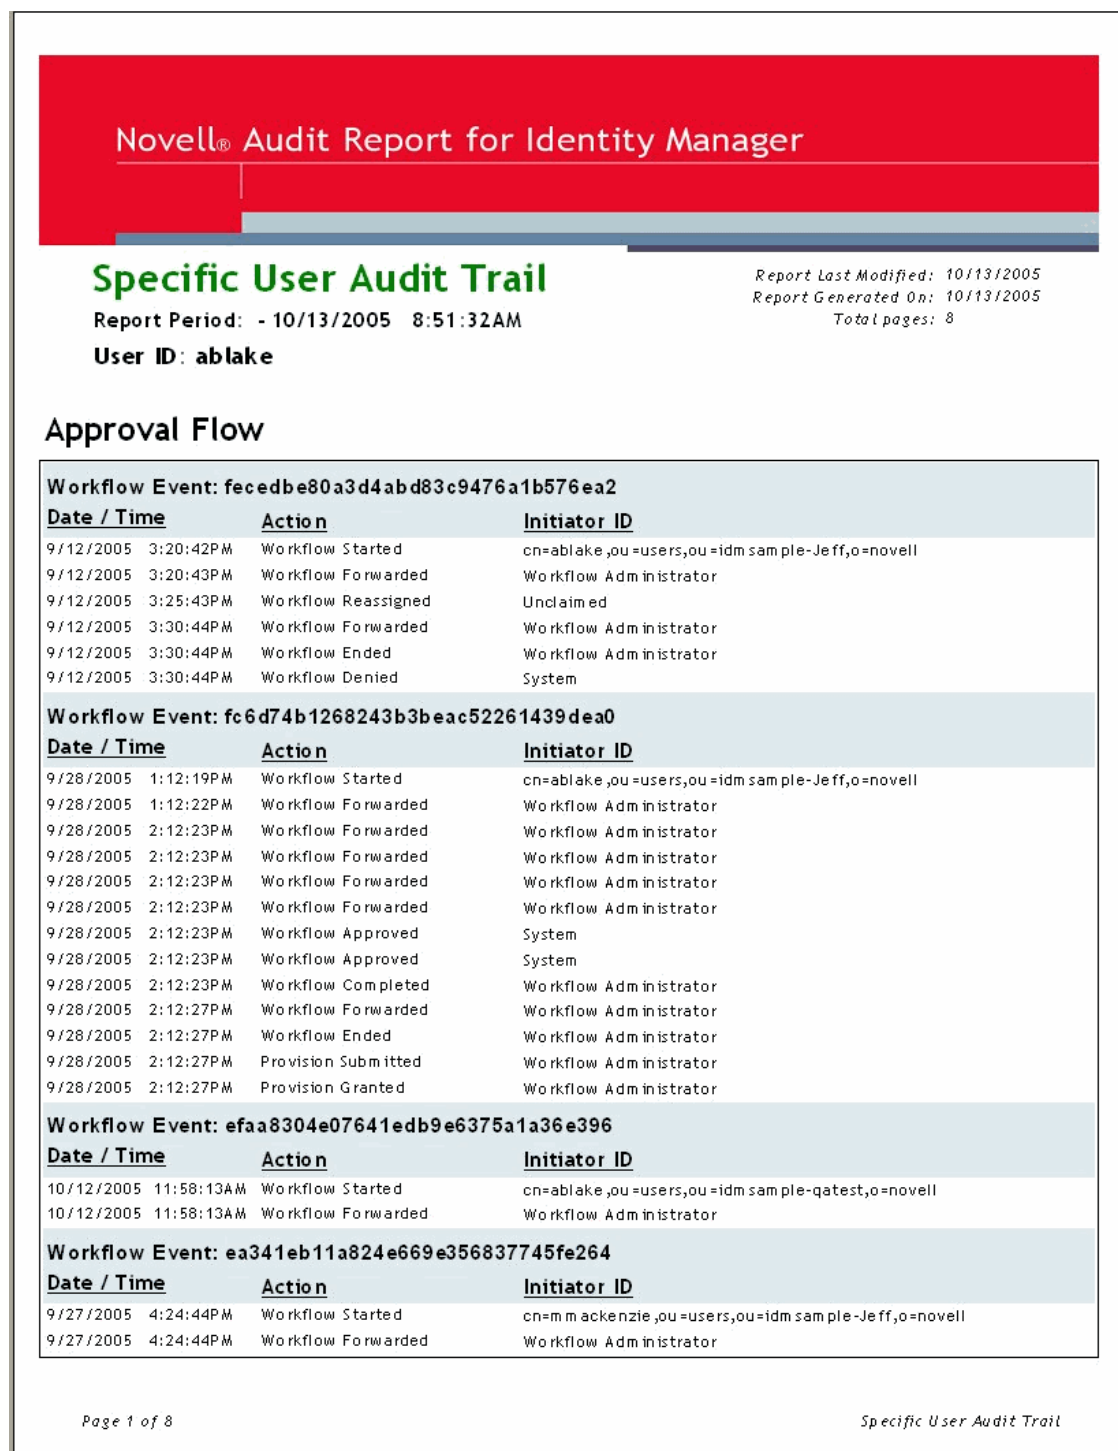 Novell® Audit Report for Identity Manager
Specific User Audit Trail
Report Last Modified: 10/13/2005
Report Period: - 10/13/2005 8:51:32AM
Report Generated On: 10/13/2005
Total pages: 8
User ID: ablake
Approval Flow
Workflow Event: fecedbe80a3d4abd83c9476a1b576ea2
Date / Time Action Initiator ID
9/12/2005 3:20:42PM Workflow Started cn=ablake,ou=users,ou=idmsample-Jeff,o=novell
9/12/2005 3:20:43PM Workflow Forwarded Workflow Administrator
9/12/2005 3:25:43PM Workflow Reassigned Unclaimed
9/12/2005 3:30:44PM Workflow Forwarded Workflow Administrator
9/12/2005 3:30:44PM Workflow Ended Workflow Administrator
9/12/2005 3:30:44PM Workflow Denied System
Workflow Event: fc6d74b1268243b3beac52261439dea0
Date / Time Action Initiator ID
9/28/2005 1:12:19PM Workflow Started cn=ablake,ou=users,ou=idmsample-Jeff,o=novell
9/28/2005 1:12:22PM Workflow Forwarded Workflow Administrator
9/28/2005 2:12:23PM Workflow Forwarded Workflow Administrator
9/28/2005 2:12:23PM Workflow Forwarded Workflow Administrator
9/28/2005 2:12:23PM Workflow Forwarded Workflow Administrator
9/28/2005 2:12:23PM Workflow Forwarded Workflow Administrator
9/28/2005 2:12:23PM Workflow Approved System
9/28/2005 2:12:23PM Workflow Approved System
9/28/2005 2:12:23PM Workflow Completed Workflow Administrator
9/28/2005 2:12:27PM Workflow Forwarded Workflow Administrator
9/28/2005 2:12:27PM Workflow Ended Workflow Administrator
9/28/2005 2:12:27PM Provision Submitted Workflow Administrator
9/28/2005 2:12:27PM Provision Granted Workflow Administrator
Workflow Event: efaa8304e07641edb9e6375a1a36e396
Date / Time Action Initiator ID
10/12/2005 11:58:13AM Workflow Started cn=ablake,ou=users,ou=idmsample-qatest,o=novell
10/12/2005 11:58:13AM Workflow Forwarded Workflow Administrator
Workflow Event: ea341eb11a824e669e356837745fe264
Date / Time Action Initiator ID
9/27/2005 4:24:44PM Workflow Started cn=mmackenzie,ou=users,ou=idmsample-Jeff,o=novell
9/27/2005 4:24:44PM Workflow Forwarded Workflow Administrator
Page 1 of 8 Specific User Audit Trail